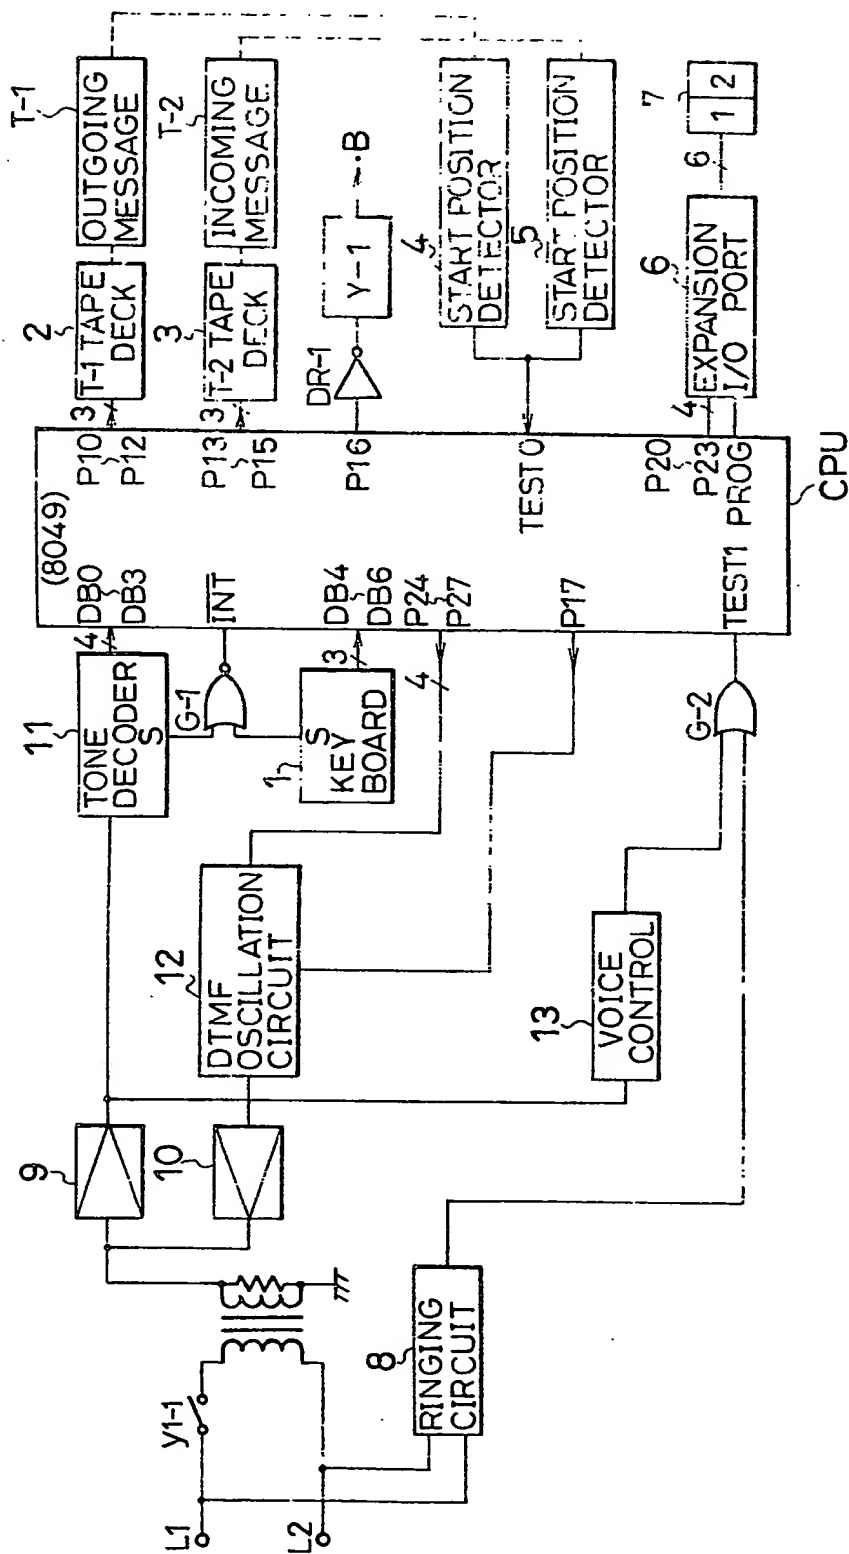 L1
L2
y1-1
8
RINGING
CIRCUIT
9
10
11
TONE
DECODER
S
4
12
DTMF
OSCILLATION
CIRCUIT
G-1
1
S
KEY
BOARD
3
4
13
VOICE
CONTROL
G-2
(8049)
DB0
DB3
INT
DB4
DB6
P24
P27
P17
TEST1
P10
P12
P13
P15
P16
TEST0
P20
P23
PROG
CPU
3
2
T-1 TAPE
DECK
T-1
OUTGOING
MESSAGE
3
3
T-2 TAPE
DECK
T-2
INCOMING
MESSAGE
DR-1
Y-1
B
4
START POSITION
DETECTOR
5
START POSITION
DETECTOR
4
6
EXPANSION
I/O PORT
6
7
1 2